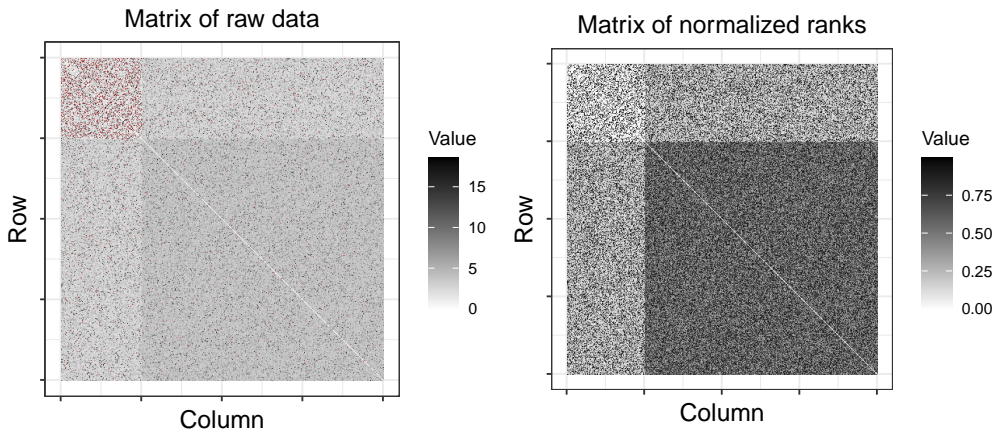 Matrix of raw data
Row
Column
Value
15
10
5
0
Matrix of normalized ranks
Row
Column
Value
0.75
0.50
0.25
0.00